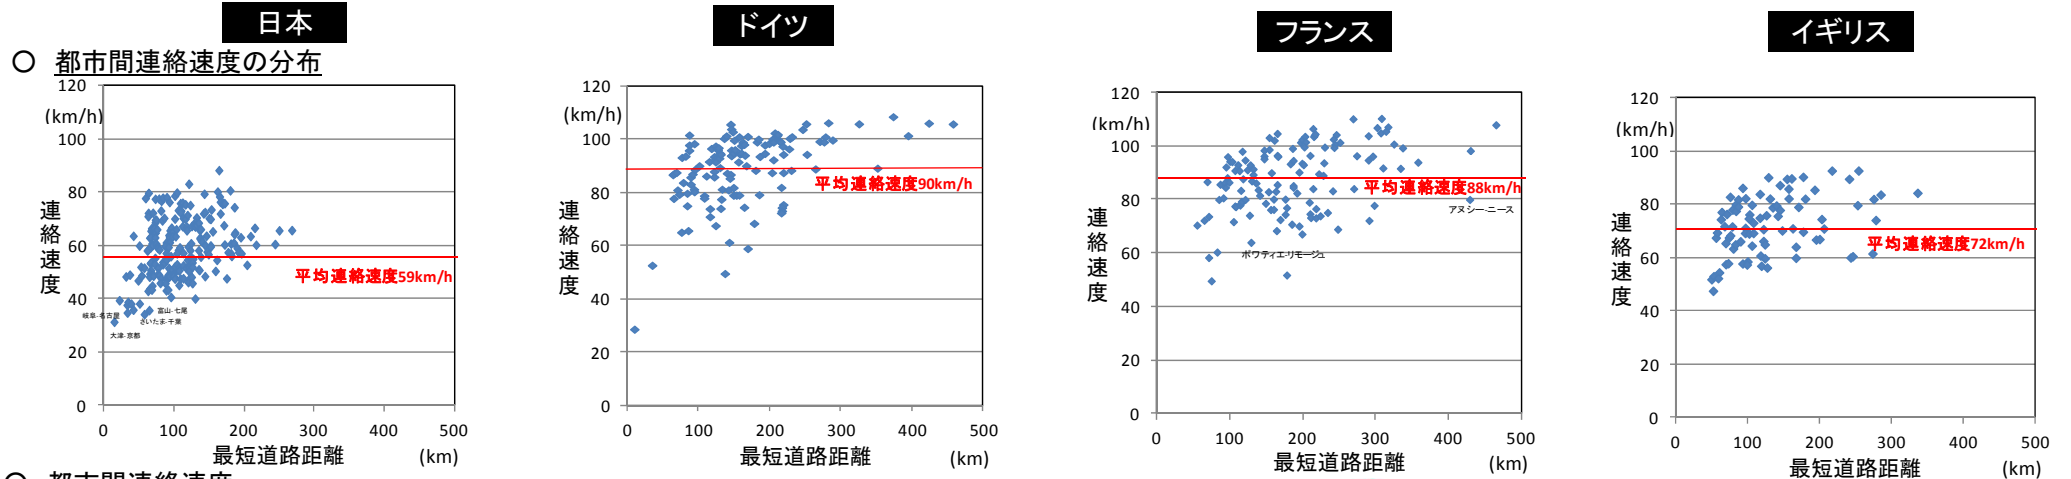 日本
ドイツ
フランス
イギリス
○ 都市間連絡速度の分布
120
(km/h)
100
80
60
40
20
0
連絡速度
平均連絡速度59km/h
岐阜-名古屋
富山-七尾
さいたま-千葉
大津-京都
0 100 200 300 400 500
最短道路距離 (km)
120
(km/h)
100
80
60
40
20
0
連絡速度
平均連絡速度90km/h
0 100 200 300 400 500
最短道路距離 (km)
120
(km/h)
100
80
60
40
20
0
連絡速度
平均連絡速度88km/h
アヌシー-ニース
ポワティエ-リモージュ
0 100 200 300 400 500
最短道路距離 (km)
120
(km/h)
100
80
60
40
20
0
連絡速度
平均連絡速度72km/h
0 100 200 300 400 500
最短道路距離 (km)
○ 都市間連絡速度